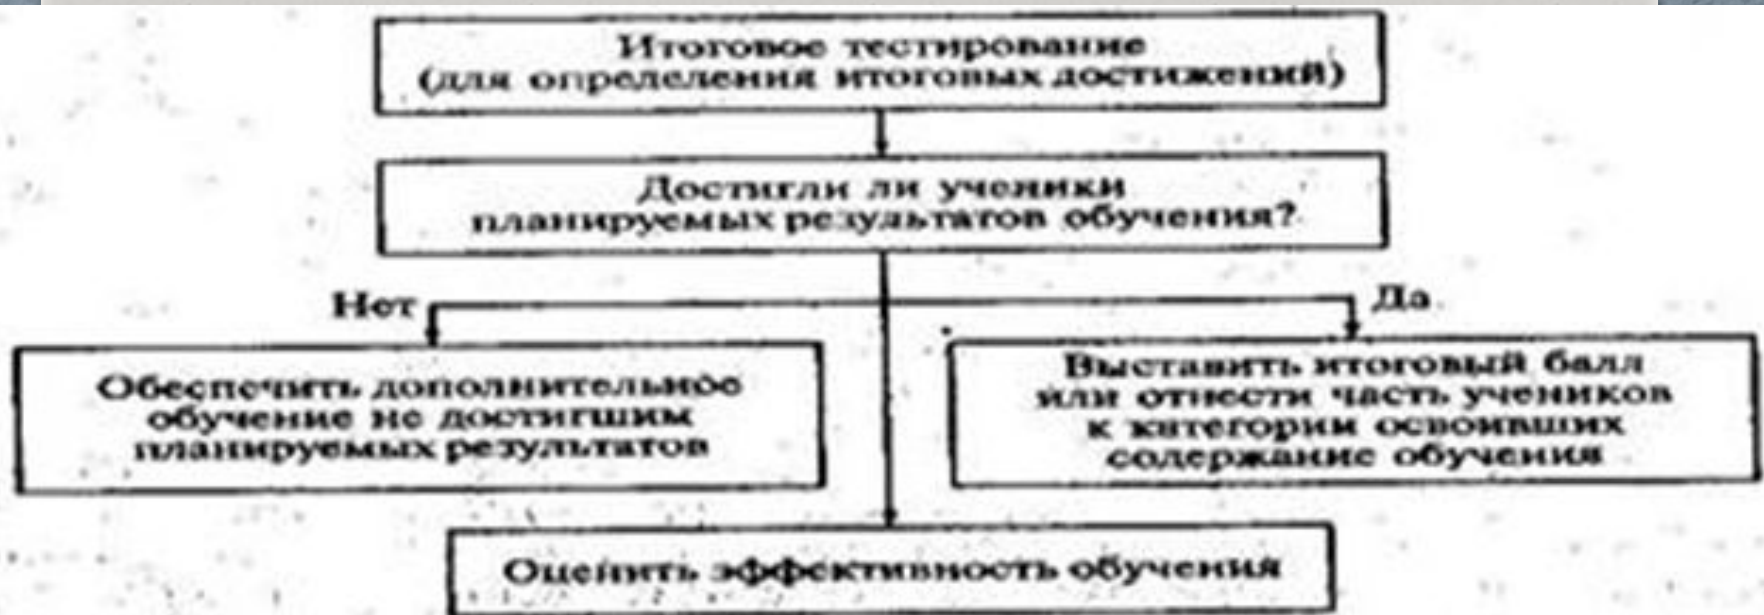 Итоговое тестирование
(для определения итоговых достижений)
Достигли ли ученики
планируемых результатов обучения?
Нет
Да
Обеспечить дополнительное
обучение не достигшим
планируемых результатов
Выставить итоговый балл
или отнести часть учеников
к категории освоивших
содержание обучения
Оценить эффективность обучения